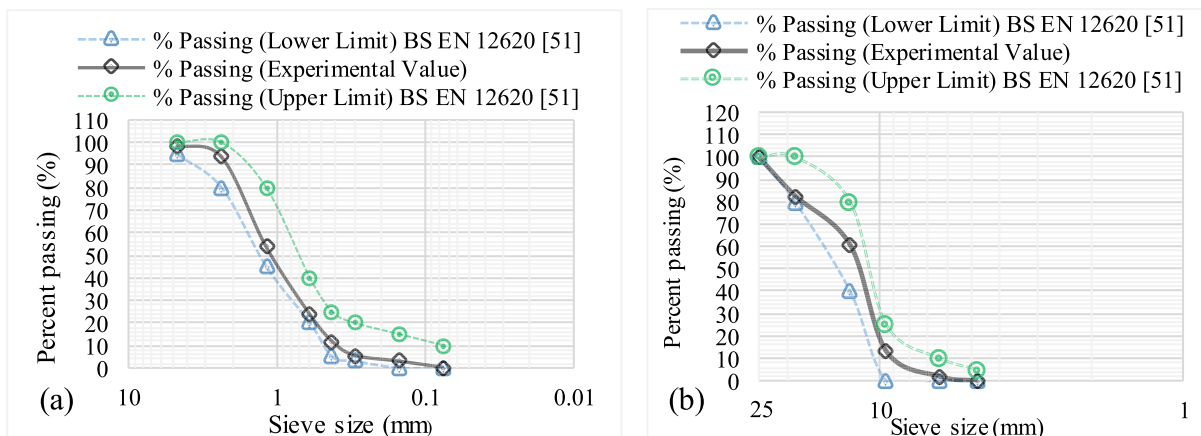 % Passing (Lower Limit) BS EN 12620 [51]
% Passing (Experimental Value)
% Passing (Upper Limit) BS EN 12620 [51]
110
100
90
80
70
60
50
40
30
20
10
0
Percent passing (%)
10 1 0.1 0.01
(a) Sieve size (mm)
% Passing (Lower Limit) BS EN 12620 [51]
% Passing (Experimental Value)
% Passing (Upper Limit) BS EN 12620 [51]
120
110
100
90
80
70
60
50
40
30
20
10
0
Percent passing (%)
25 10 1
(b) Sieve size (mm)